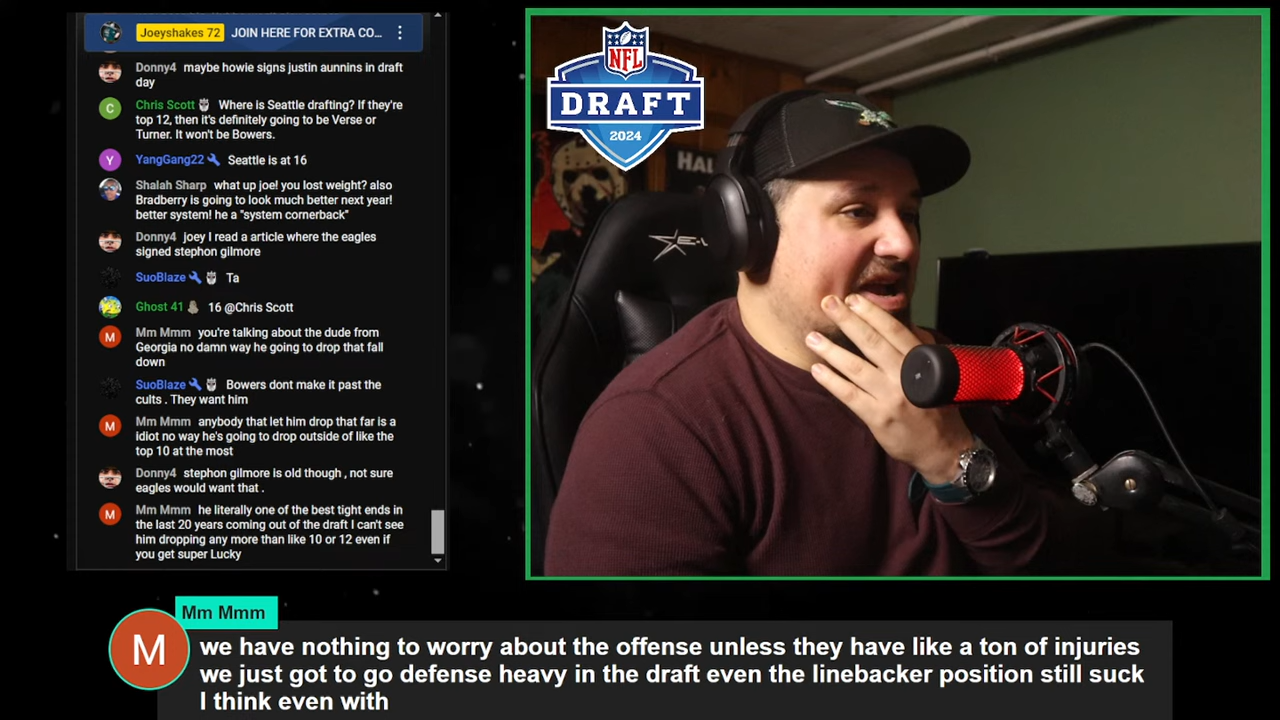 Joeyshakes 72 JOIN HERE FOR EXTRA CO...
Donny4 maybe howie signs justin aunnins in draft
day
Chris Scott Where is Seattle drafting? If they're
top 12, then it's definitely going to be Verse or
Turner. It won't be Bowers.
Y YangGang22 Seattle is at 16
Shalah Sharp what up joe! you lost weight? also
Bradberry is going to look much better next year!
better system! he a "system cornerback"
Donny4 joey I read a article where the eagles
signed stephon gilmore
SuoBlaze Ta
Ghost 41 16 @Chris Scott
M Mm Mmm you're talking about the dude from
Georgia no damn way he going to drop that fall
down
SuoBlaze Bowers dont make it past the
cults . They want him
M Mm Mmm anybody that let him drop that far is a
idiot no way he's going to drop outside of like the
top 10 at the most
Donny4 stephon gilmore is old though , not sure
eagles would want that .
M Mm Mmm he literally one of the best tight ends in
the last 20 years coming out of the draft I can't see
him dropping any more than like 10 or 12 even if
you get super Lucky
NFL
DRAFT
2024
HAL
C
Mm Mmm
M
we have nothing to worry about the offense unless they have like a ton of injuries
we just got to go defense heavy in the draft even the linebacker position still suck
I think even with